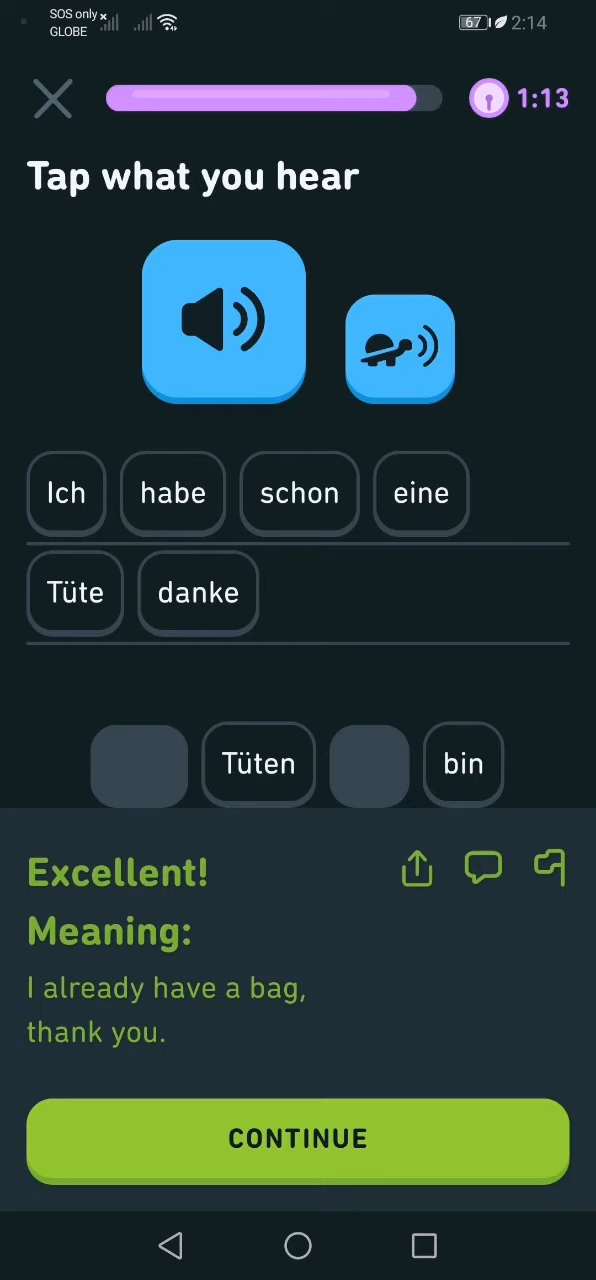 SOS only
GLOBE
67 2:14
1:13
Tap what you hear
Ich habe schon eine
Tüte danke
Tüten bin
Excellent!
Meaning:
I already have a bag,
thank you.
CONTINUE